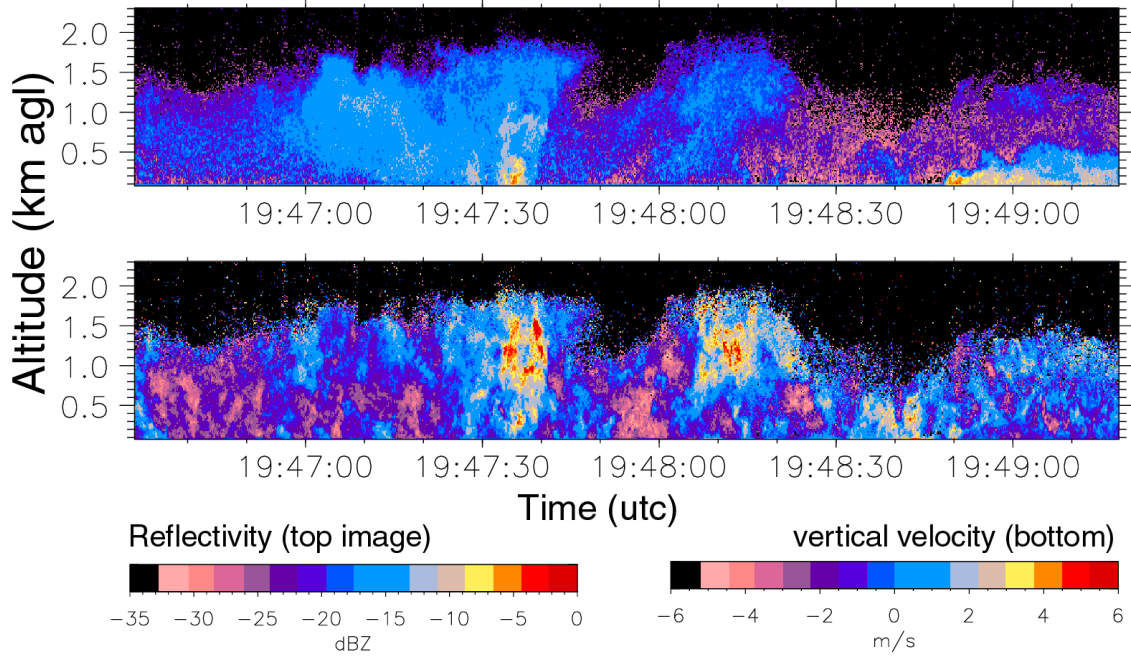 Altitude (km agl)
2.0
1.5
1.0
0.5
19:47:00 19:47:30 19:48:00 19:48:30 19:49:00
2.0
1.5
1.0
0.5
19:47:00 19:47:30 19:48:00 19:48:30 19:49:00
Time (utc)
Reflectivity (top image) vertical velocity (bottom)
−35 −30 −25 −20 −15 −10 −5 0
dBZ
−6 −4 −2 0 2 4 6
m/s